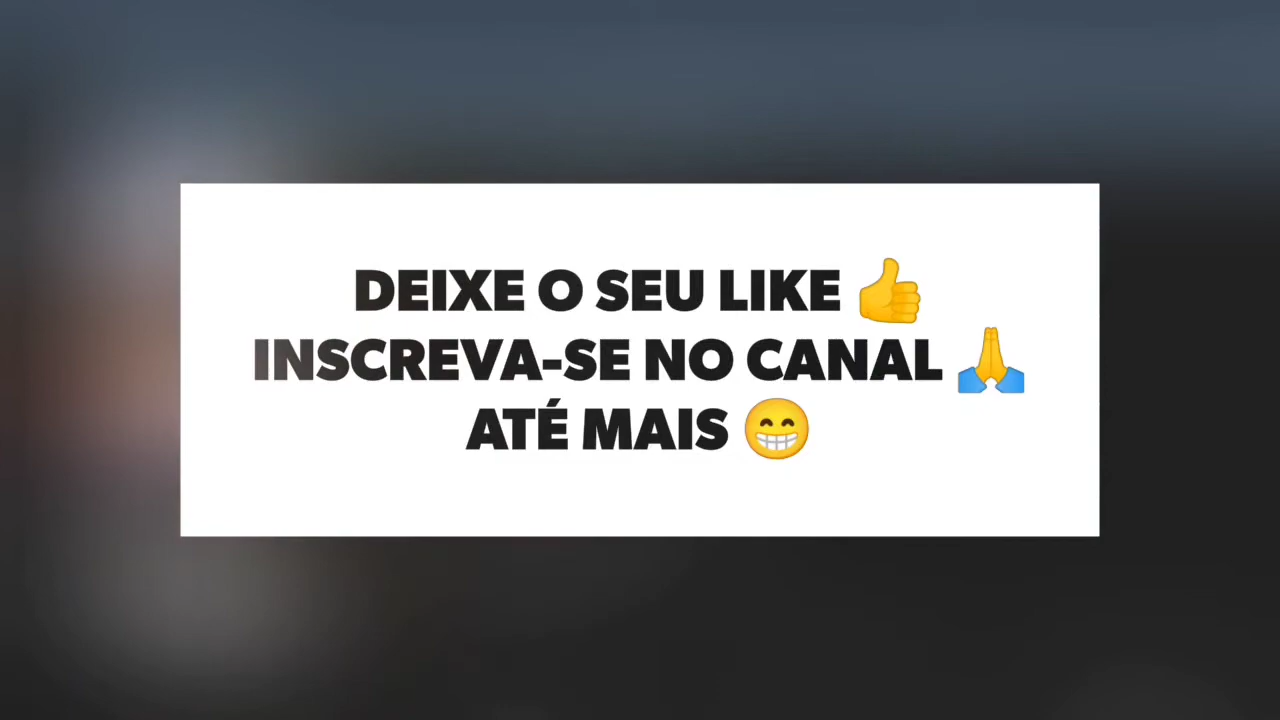 DEIXE O SEU LIKE 👍
INSCREVA-SE NO CANAL 🙏
ATÉ MAIS 😁